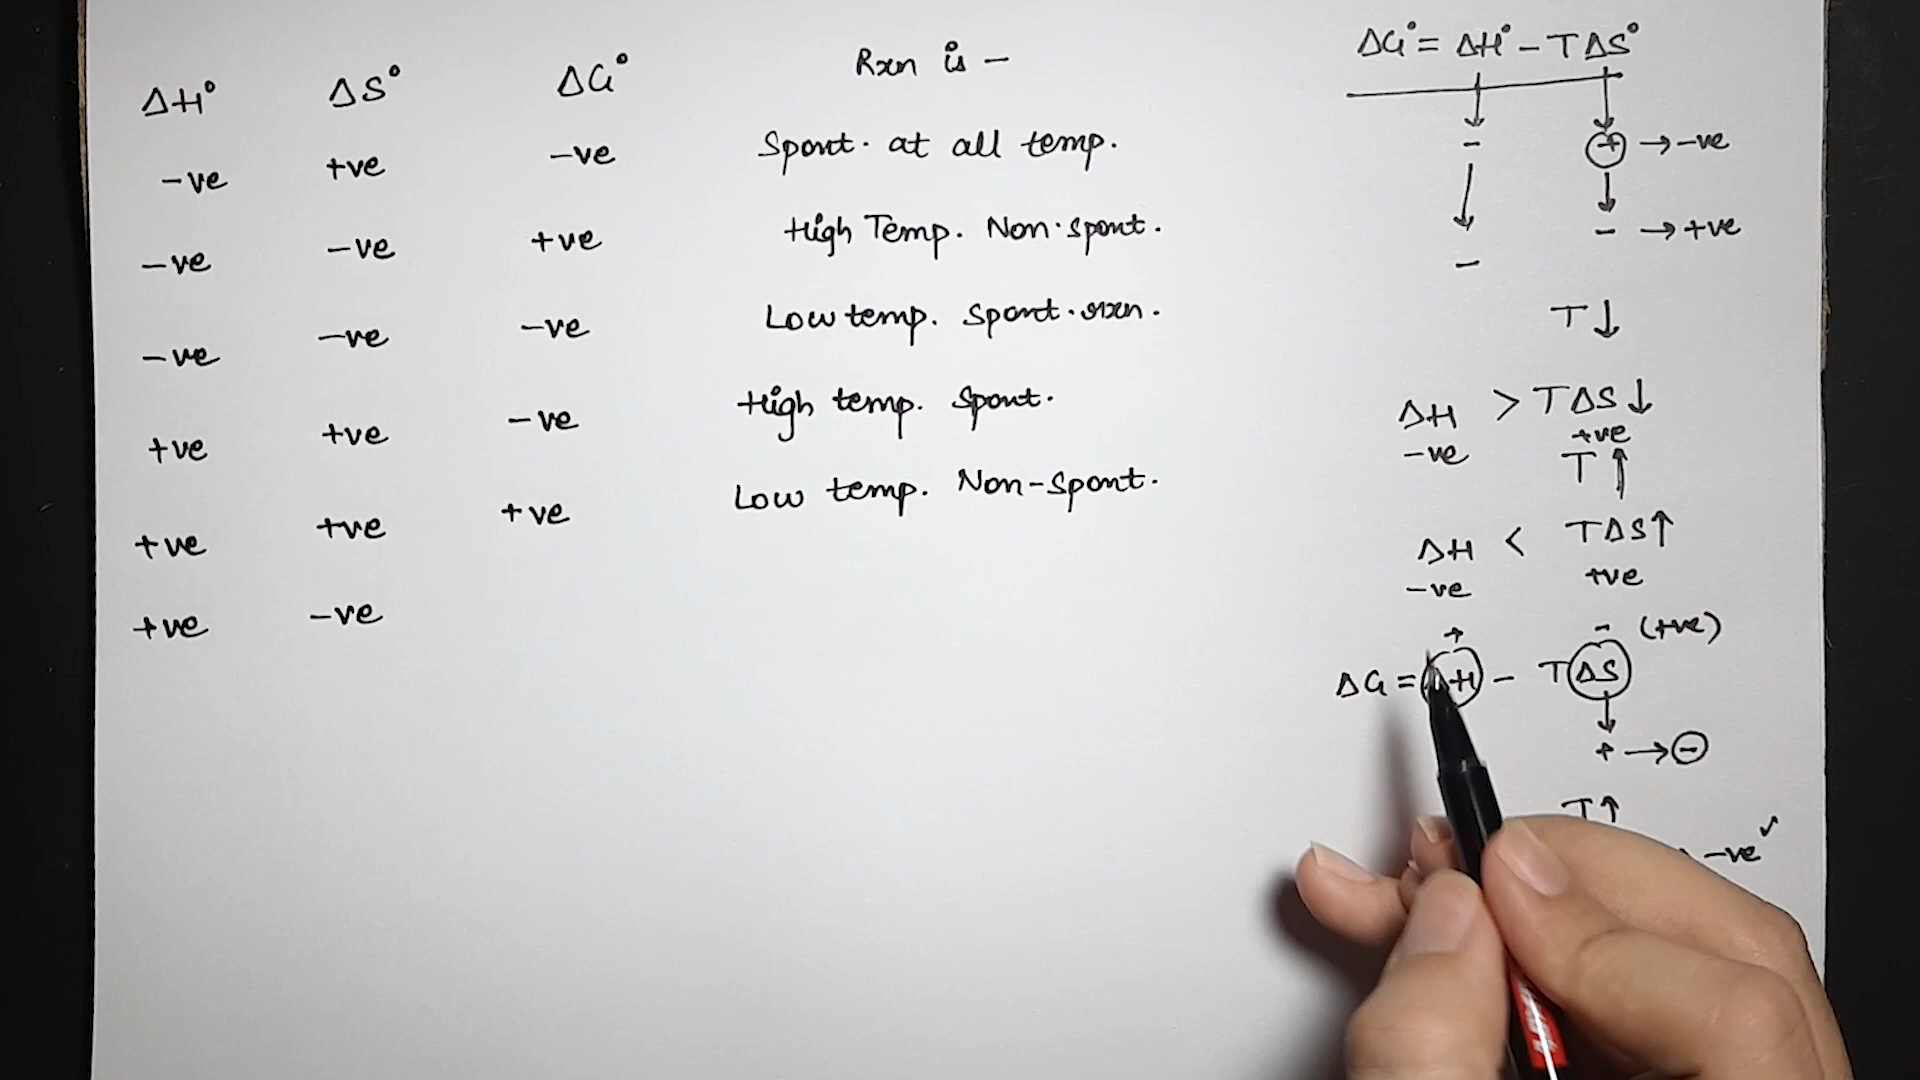 ΔH° ΔS° ΔG° Rxn is –
-ve +ve -ve Spont. at all temp.
-ve -ve +ve High Temp. Non-spont.
-ve -ve -ve Low temp. Spont. rxn.
+ve +ve -ve High temp. Spont.
+ve +ve +ve Low temp. Non-spont.
+ve -ve
ΔG° = ΔH° - TΔS°
- + → -ve
- → +ve
-
T↓
ΔH > TΔS↓
-ve +ve
T↑
ΔH < TΔS↑
-ve +ve
+ - (+ve)
ΔG = ΔH - TΔS
+ → -
T↑
-ve ✓